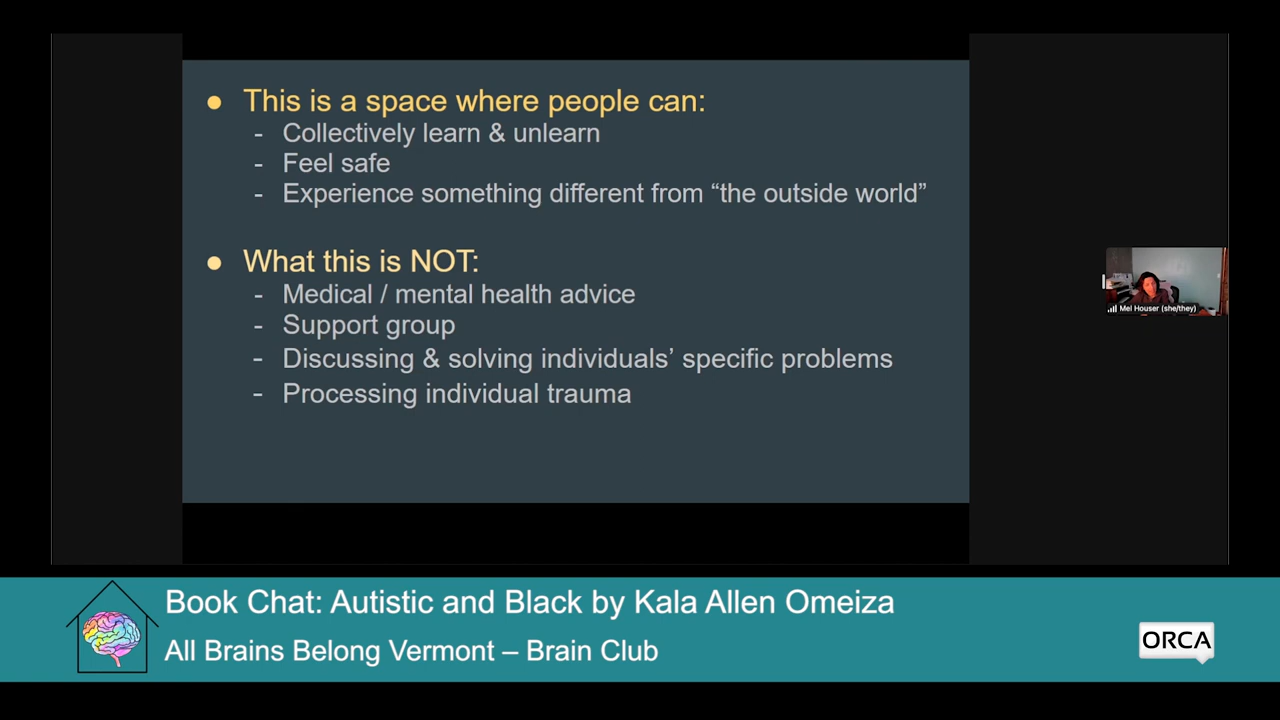 ● This is a space where people can:
- Collectively learn & unlearn
- Feel safe
- Experience something different from “the outside world”
● What this is NOT:
- Medical / mental health advice
- Support group
- Discussing & solving individuals’ specific problems
- Processing individual trauma
Mel Houser (she/they)
Book Chat: Autistic and Black by Kala Allen Omeiza
All Brains Belong Vermont – Brain Club
ORCA